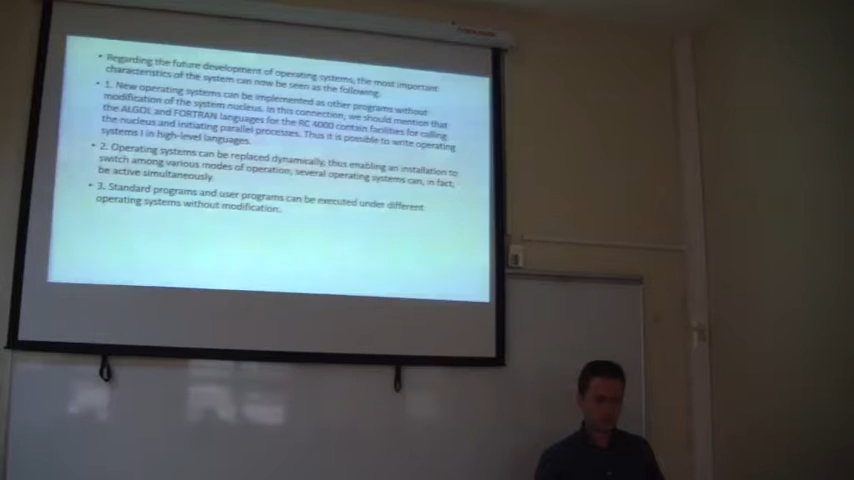 • Regarding the future development of operating systems, the most important
characteristics of the system can now be seen as the following.
• 1. New operating systems can be implemented as other programs without
modification of the system nucleus. In this connection, we should mention that
the ALGOL and FORTRAN languages for the RC 4000 contain facilities for calling
the nucleus and initiating parallel processes. Thus it is possible to write operating
systems I in high-level languages.
• 2. Operating systems can be replaced dynamically, thus enabling an installation to
switch among various modes of operation, several operating systems can, in fact,
be active simultaneously.
• 3. Standard programs and user programs can be executed under different
operating systems without modification.